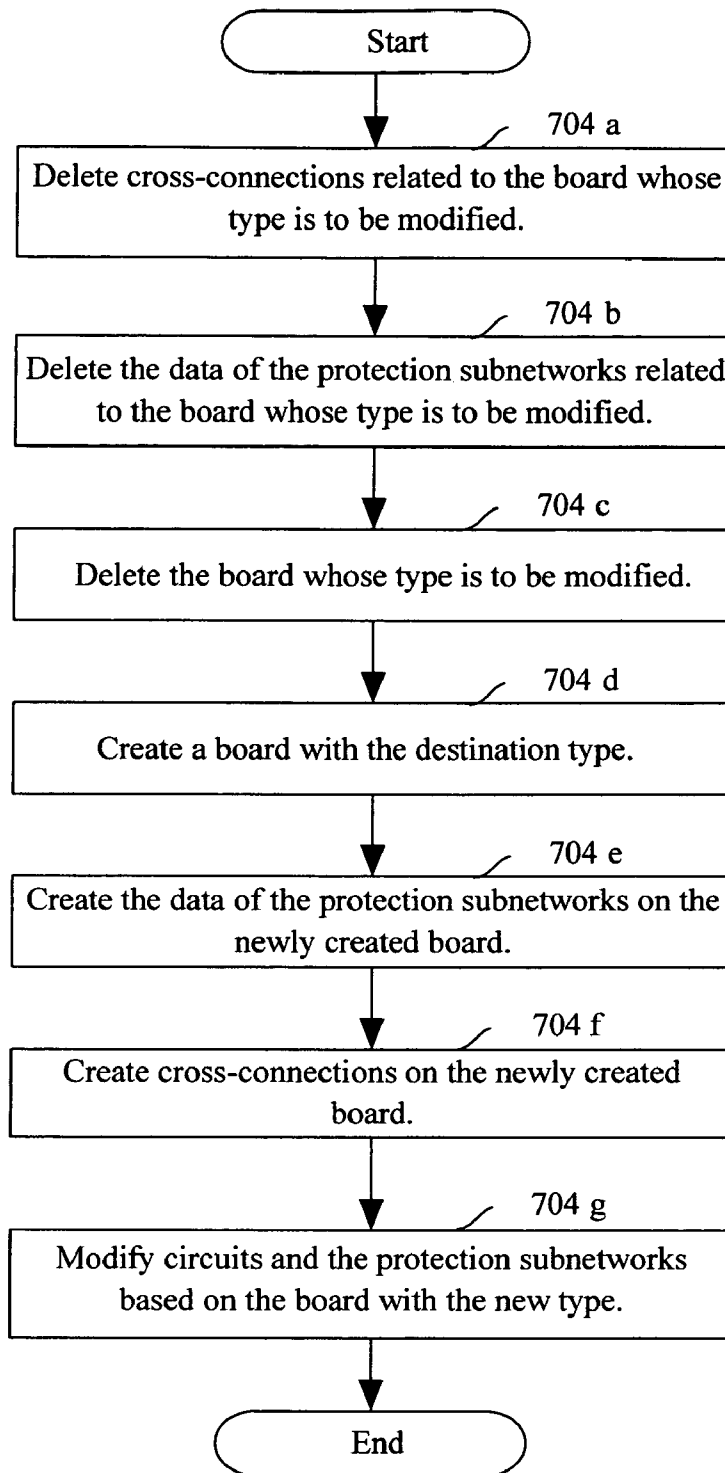 Start
704 a
Delete cross-connections related to the board whose
type is to be modified.
704 b
Delete the data of the protection subnetworks related
to the board whose type is to be modified.
704 c
Delete the board whose type is to be modified.
704 d
Create a board with the destination type.
704 e
Create the data of the protection subnetworks on the
newly created board.
704 f
Create cross-connections on the newly created
board.
704 g
Modify circuits and the protection subnetworks
based on the board with the new type.
End